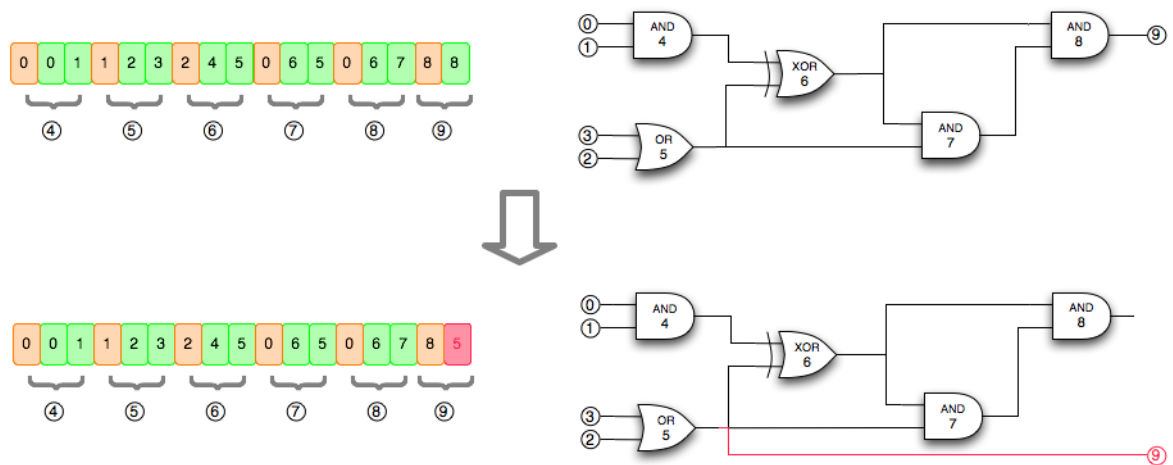 0 0 1 1 2 3 2 4 5 0 6 5 0 6 7 8 8
④ ⑤ ⑥ ⑦ ⑧ ⑨
⓪
①
AND
4
XOR
6
AND
8
⑨
③
②
OR
5
AND
7
0 0 1 1 2 3 2 4 5 0 6 5 0 6 7 8 5
④ ⑤ ⑥ ⑦ ⑧ ⑨
⓪
①
AND
4
XOR
6
AND
8
③
②
OR
5
AND
7
⑨